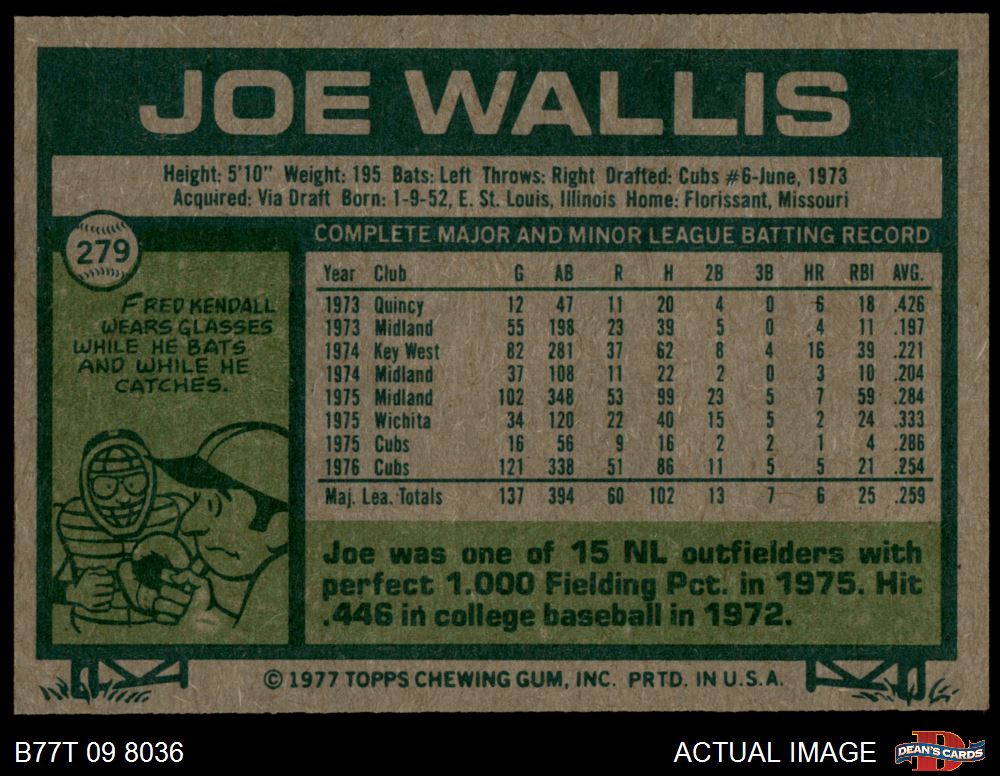 JOE WALLIS
Height: 5'10" Weight: 195 Bats: Left Throws: Right Drafted: Cubs #6-June, 1973
Acquired: Via Draft Born: 1-9-52, E. St. Louis, Illinois Home: Florissant, Missouri
279
FRED KENDALL
WEARS GLASSES
WHILE HE BATS
AND WHILE HE
CATCHES.
COMPLETE MAJOR AND MINOR LEAGUE BATTING RECORD
Year Club G AB R H 2B 3B HR RBI AVG.
1973 Quincy 12 47 11 20 4 0 6 18 .426
1973 Midland 55 198 23 39 5 0 4 11 .197
1974 Key West 82 281 37 62 8 4 16 39 .221
1974 Midland 37 108 11 22 2 0 3 10 .204
1975 Midland 102 348 53 99 23 5 7 59 .284
1975 Wichita 34 120 22 40 15 5 2 24 .333
1975 Cubs 16 56 9 16 2 2 1 4 .286
1976 Cubs 121 338 51 86 11 5 5 21 .254
Maj. Lea. Totals 137 394 60 102 13 7 6 25 .259
Joe was one of 15 NL outfielders with
perfect 1.000 Fielding Pct. in 1975. Hit
.446 in college baseball in 1972.
© 1977 TOPPS CHEWING GUM, INC. PRTD. IN U.S.A.
B77T 09 8036
ACTUAL IMAGE
DEAN'S CARDS